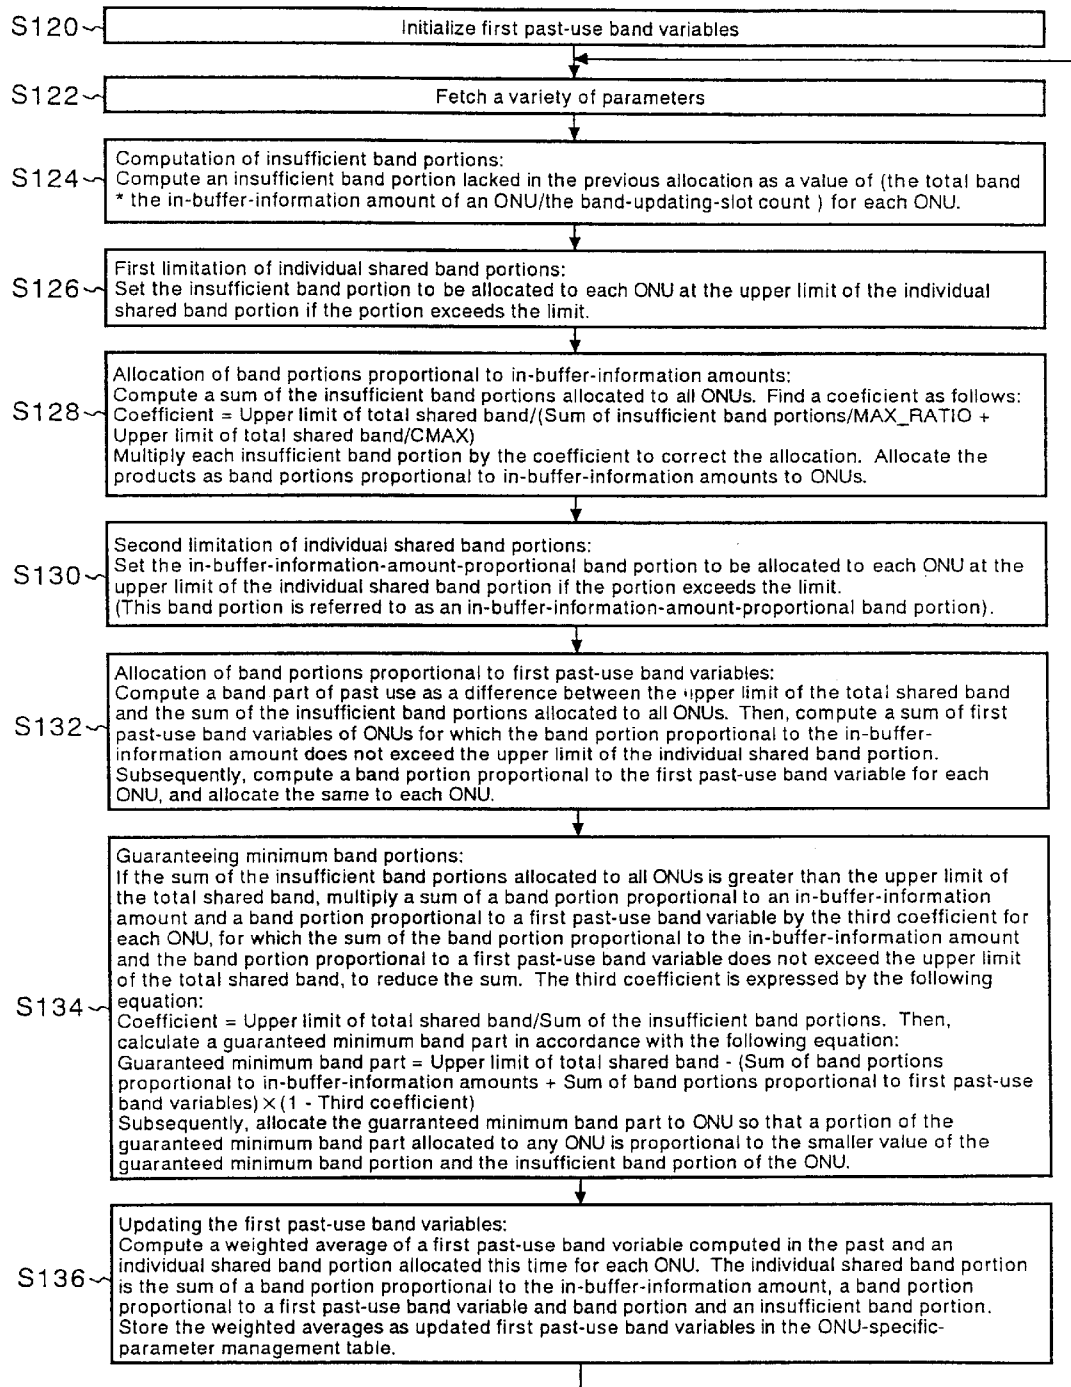 S120
Initialize first past-use band variables
S122
Fetch a variety of parameters
S124
Computation of insufficient band portions:
Compute an insufficient band portion lacked in the previous allocation as a value of (the total band
* the in-buffer-information amount of an ONU/the band-updating-slot count ) for each ONU.
S126
First limitation of individual shared band portions:
Set the insufficient band portion to be allocated to each ONU at the upper limit of the individual
shared band portion if the portion exceeds the limit.
S128
Allocation of band portions proportional to in-buffer-information amounts:
Compute a sum of the insufficient band portions allocated to all ONUs. Find a coeficient as follows:
Coefficient = Upper limit of total shared band/(Sum of insufficient band portions/MAX_RATIO +
Upper limit of total shared band/CMAX)
Multiply each insufficient band portion by the coefficient to correct the allocation. Allocate the
products as band portions proportional to in-buffer-information amounts to ONUs.
S130
Second limitation of individual shared band portions:
Set the in-buffer-information-amount-proportional band portion to be allocated to each ONU at the
upper limit of the individual shared band portion if the portion exceeds the limit.
(This band portion is referred to as an in-buffer-information-amount-proportional band portion).
S132
Allocation of band portions proportional to first past-use band variables:
Compute a band part of past use as a difference between the upper limit of the total shared band
and the sum of the insufficient band portions allocated to all ONUs. Then, compute a sum of first
past-use band variables of ONUs for which the band portion proportional to the in-buffer-
information amount does not exceed the upper limit of the individual shared band portion.
Subsequently, compute a band portion proportional to the first past-use band variable for each
ONU, and allocate the same to each ONU.
S134
Guaranteeing minimum band portions:
If the sum of the insufficient band portions allocated to all ONUs is greater than the upper limit of
the total shared band, multiply a sum of a band portion proportional to an in-buffer-information
amount and a band portion proportional to a first past-use band variable by the third coefficient for
each ONU, for which the sum of the band portion proportional to the in-buffer-information amount
and the band portion proportional to a first past-use band variable does not exceed the upper limit
of the total shared band, to reduce the sum. The third coefficient is expressed by the following
equation:
Coefficient = Upper limit of total shared band/Sum of the insufficient band portions. Then,
calculate a guaranteed minimum band part in accordance with the following equation:
Guaranteed minimum band part = Upper limit of total shared band - (Sum of band portions
proportional to in-buffer-information amounts + Sum of band portions proportional to first past-use
band variables) × (1 - Third coefficient)
Subsequently, allocate the guarranteed minimum band part to ONU so that a portion of the
guaranteed minimum band part allocated to any ONU is proportional to the smaller value of the
guaranteed minimum band portion and the insufficient band portion of the ONU.
S136
Updating the first past-use band variables:
Compute a weighted average of a first past-use band voriable computed in the past and an
individual shared band portion allocated this time for each ONU. The individual shared band portion
is the sum of a band portion proportional to the in-buffer-information amount, a band portion
proportional to a first past-use band variable and band portion and an insufficient band portion.
Store the weighted averages as updated first past-use band variables in the ONU-specific-
parameter management table.